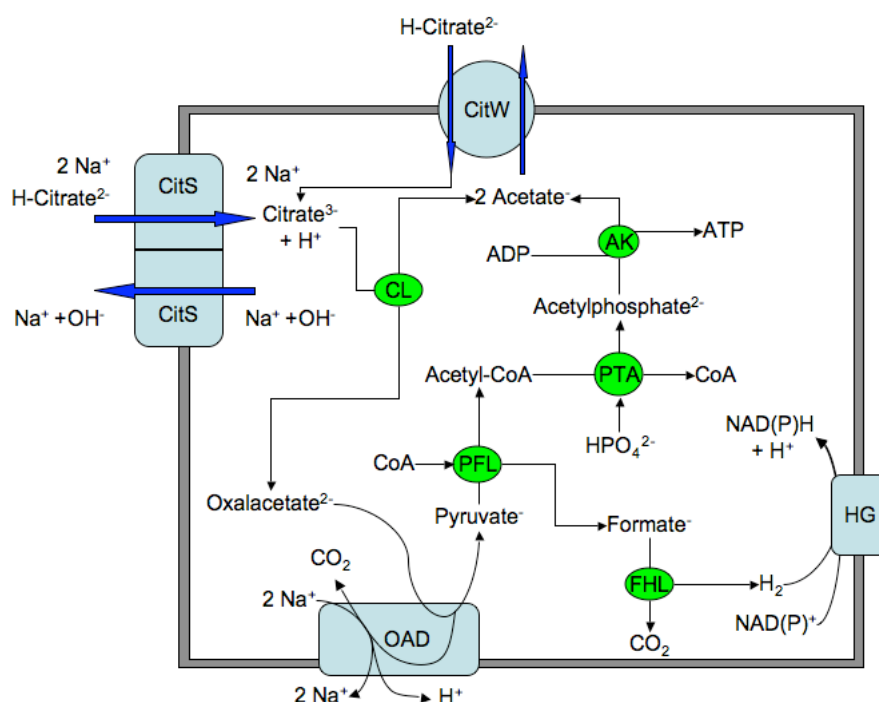 H-Citrate²⁻
CitW
2 Na⁺
H-Citrate²⁻
CitS
2 Na⁺
Citrate³⁻
+ H⁺
Na⁺ +OH⁻
CitS
Na⁺ +OH⁻
2 Acetate⁻
AK
ATP
ADP
CL
Acetylphosphate²⁻
Acetyl-CoA
PTA
CoA
HPO₄²⁻
NAD(P)H
+ H⁺
CoA
PFL
Oxalacetate²⁻
Pyruvate⁻
Formate⁻
HG
CO₂
2 Na⁺
OAD
FHL
H₂
NAD(P)⁺
CO₂
2 Na⁺
H⁺